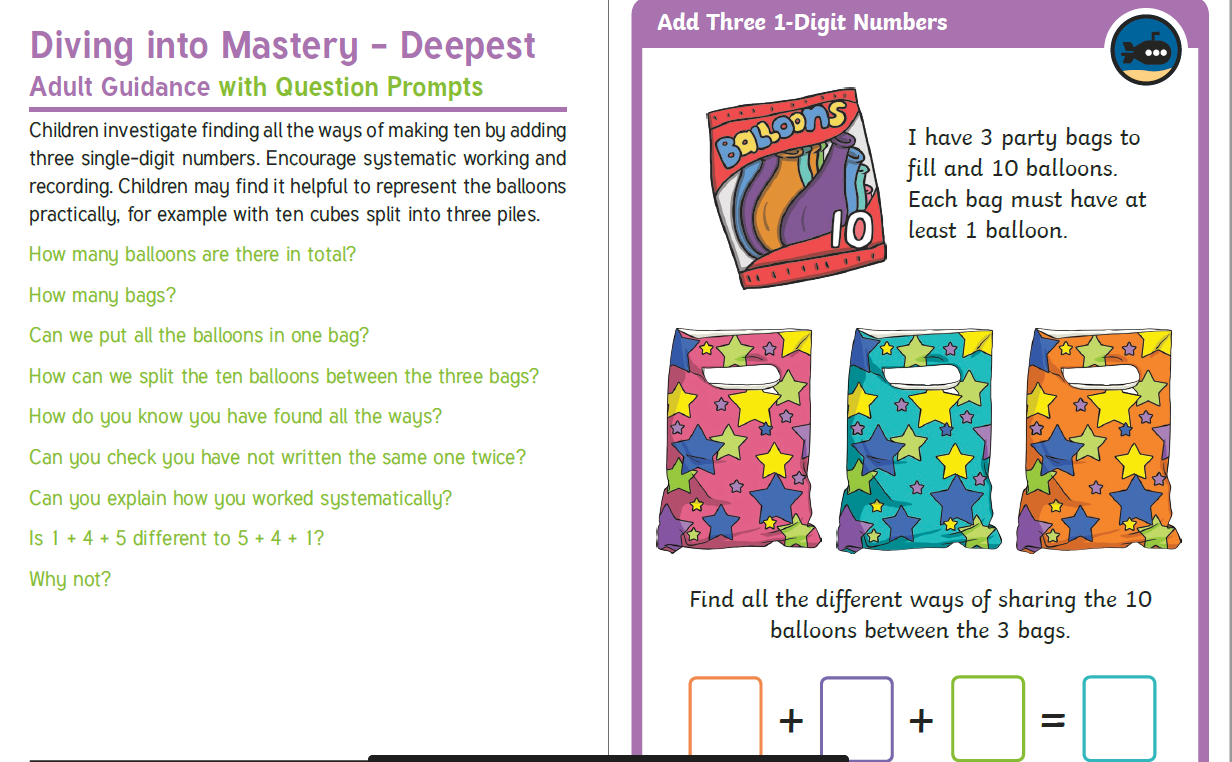 Diving into Mastery – Deepest
Adult Guidance with Question Prompts
Children investigate finding all the ways of making ten by adding
three single-digit numbers. Encourage systematic working and
recording. Children may find it helpful to represent the balloons
practically, for example with ten cubes split into three piles.
How many balloons are there in total?
How many bags?
Can we put all the balloons in one bag?
How can we split the ten balloons between the three bags?
How do you know you have found all the ways?
Can you check you have not written the same one twice?
Can you explain how you worked systematically?
Is 1 + 4 + 5 different to 5 + 4 + 1?
Why not?
Add Three 1-Digit Numbers
Balloons
10
I have 3 party bags to
fill and 10 balloons.
Each bag must have at
least 1 balloon.
Find all the different ways of sharing the 10
balloons between the 3 bags.
+ + =